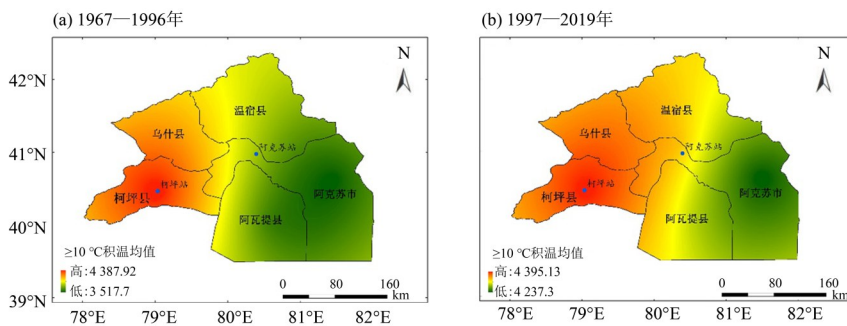 (a) 1967—1996年
N
42°N
41°N
40°N
39°N
温宿县
乌什县
阿克苏站
柯坪站
柯坪县
阿克苏市
阿瓦提县
≥10 ℃积温均值
高:4 387.92
低:3 517.7
0 80 160
km
78°E 79°E 80°E 81°E 82°E
(b) 1997—2019年
N
温宿县
乌什县
阿克苏站
柯坪站
柯坪县
阿克苏市
阿瓦提县
≥10 ℃积温均值
高:4 395.13
低:4 237.3
0 80 160
km
78°E 79°E 80°E 81°E 82°E